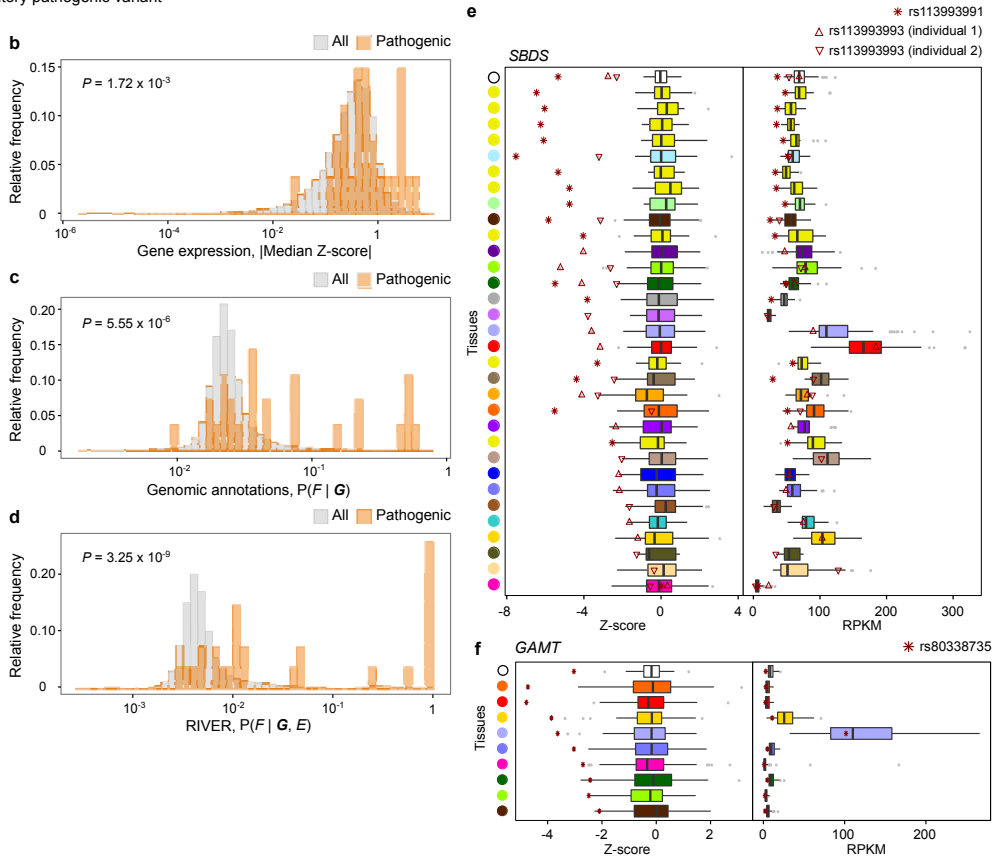 tory pathogenic variant
b
All Pathogenic
P = 1.72 x 10-3
Relative frequency
0.15
0.10
0.05
0
10-6 10-4 10-2 1
Gene expression, |Median Z-score|
c
All Pathogenic
P = 5.55 x 10-6
Relative frequency
0.20
0.15
0.10
0.05
0
10-2 10-1 1
Genomic annotations, P(F | G)
d
All Pathogenic
P = 3.25 x 10-9
Relative frequency
0.20
0.10
0
10-3 10-2 10-1 1
RIVER, P(F | G, E)
e
rs113993991
rs113993993 (individual 1)
rs113993993 (individual 2)
SBDS
Tissues
-8 -4 0 4
Z-score
0 100 200 300
RPKM
f
GAMT
rs80338735
Tissues
-4 -2 0 2
Z-score
0 100 200
RPKM